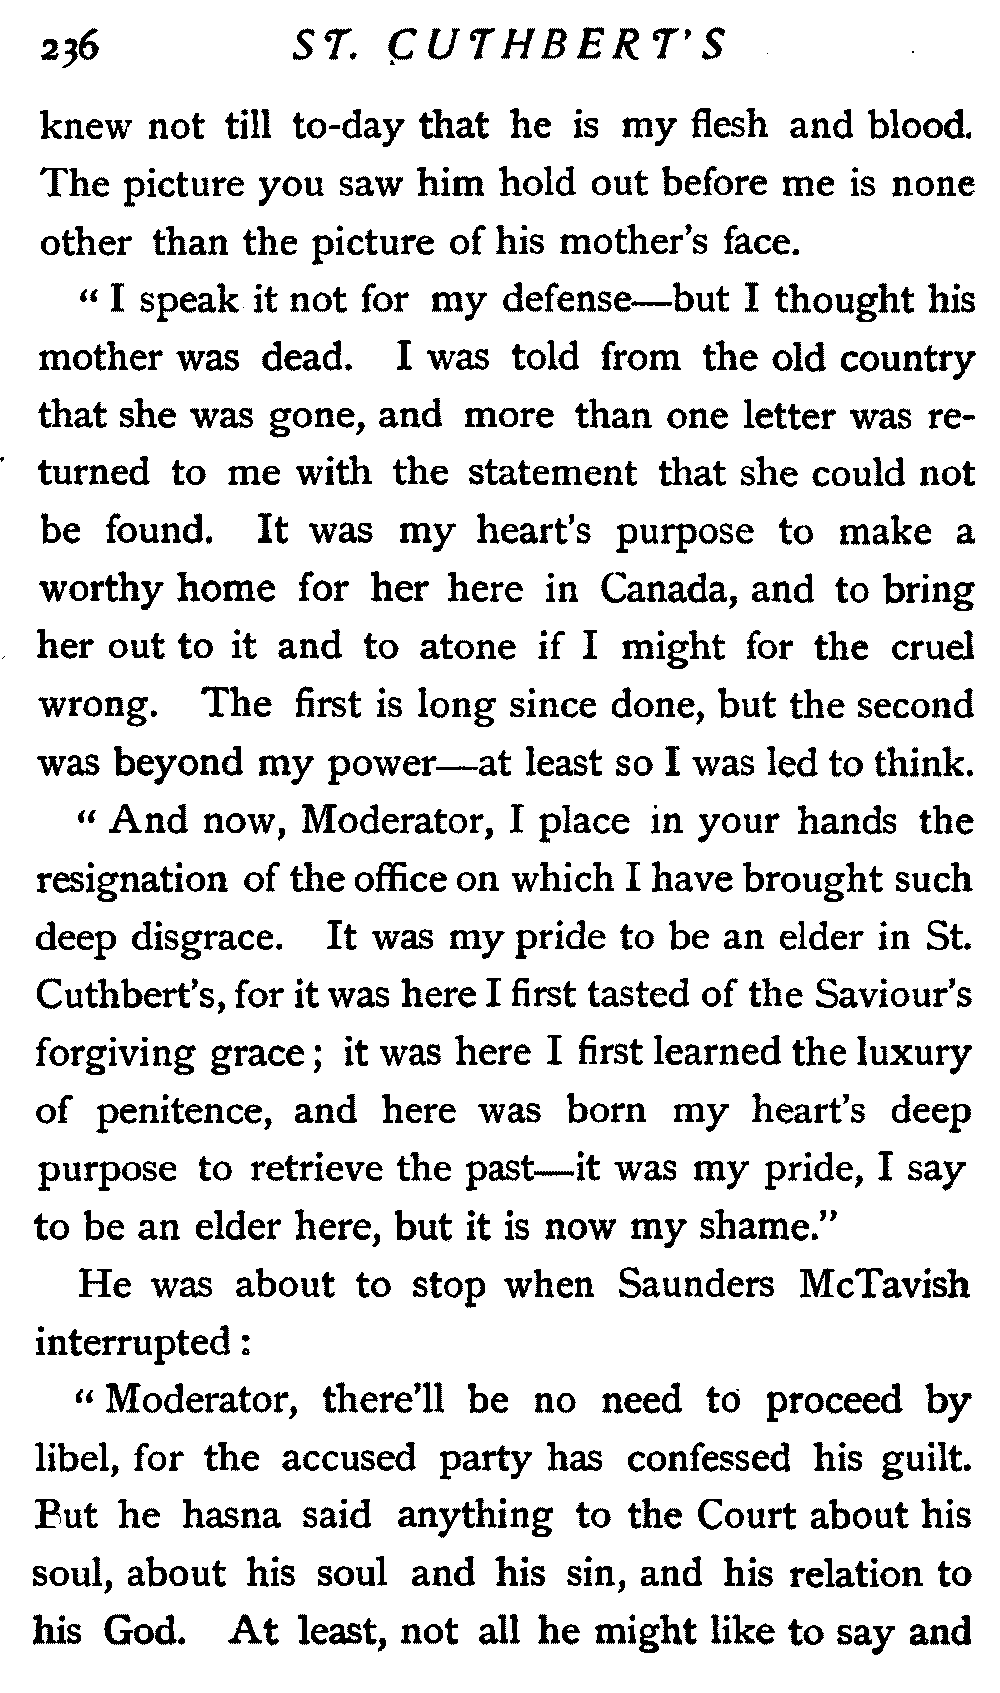 236 ST. CUTHBERT'S
knew not till to-day that he is my flesh and blood.
The picture you saw him hold out before me is none
other than the picture of his mother's face.
“ I speak it not for my defense—but I thought his
mother was dead. I was told from the old country
that she was gone, and more than one letter was re-
turned to me with the statement that she could not
be found. It was my heart's purpose to make a
worthy home for her here in Canada, and to bring
her out to it and to atone if I might for the cruel
wrong. The first is long since done, but the second
was beyond my power—at least so I was led to think.
“ And now, Moderator, I place in your hands the
resignation of the office on which I have brought such
deep disgrace. It was my pride to be an elder in St.
Cuthbert's, for it was here I first tasted of the Saviour's
forgiving grace ; it was here I first learned the luxury
of penitence, and here was born my heart's deep
purpose to retrieve the past—it was my pride, I say
to be an elder here, but it is now my shame.”
He was about to stop when Saunders McTavish
interrupted :
“ Moderator, there'll be no need to proceed by
libel, for the accused party has confessed his guilt.
But he hasna said anything to the Court about his
soul, about his soul and his sin, and his relation to
his God. At least, not all he might like to say and